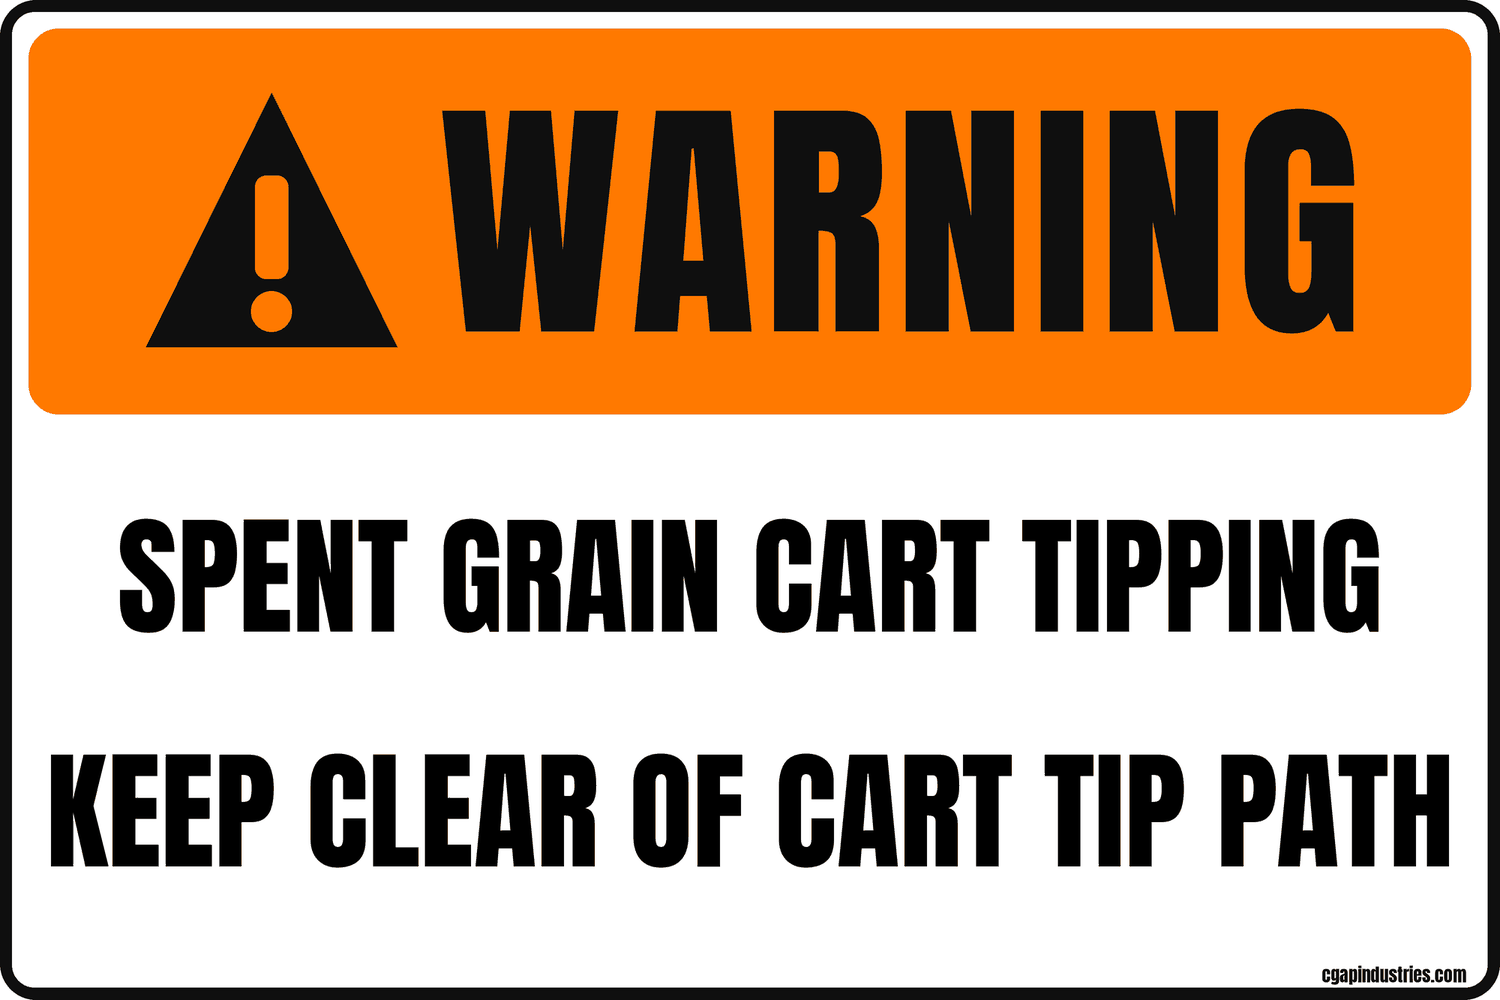 WARNING
SPENT GRAIN CART TIPPING
KEEP CLEAR OF CART TIP PATH
cgapindustries.com